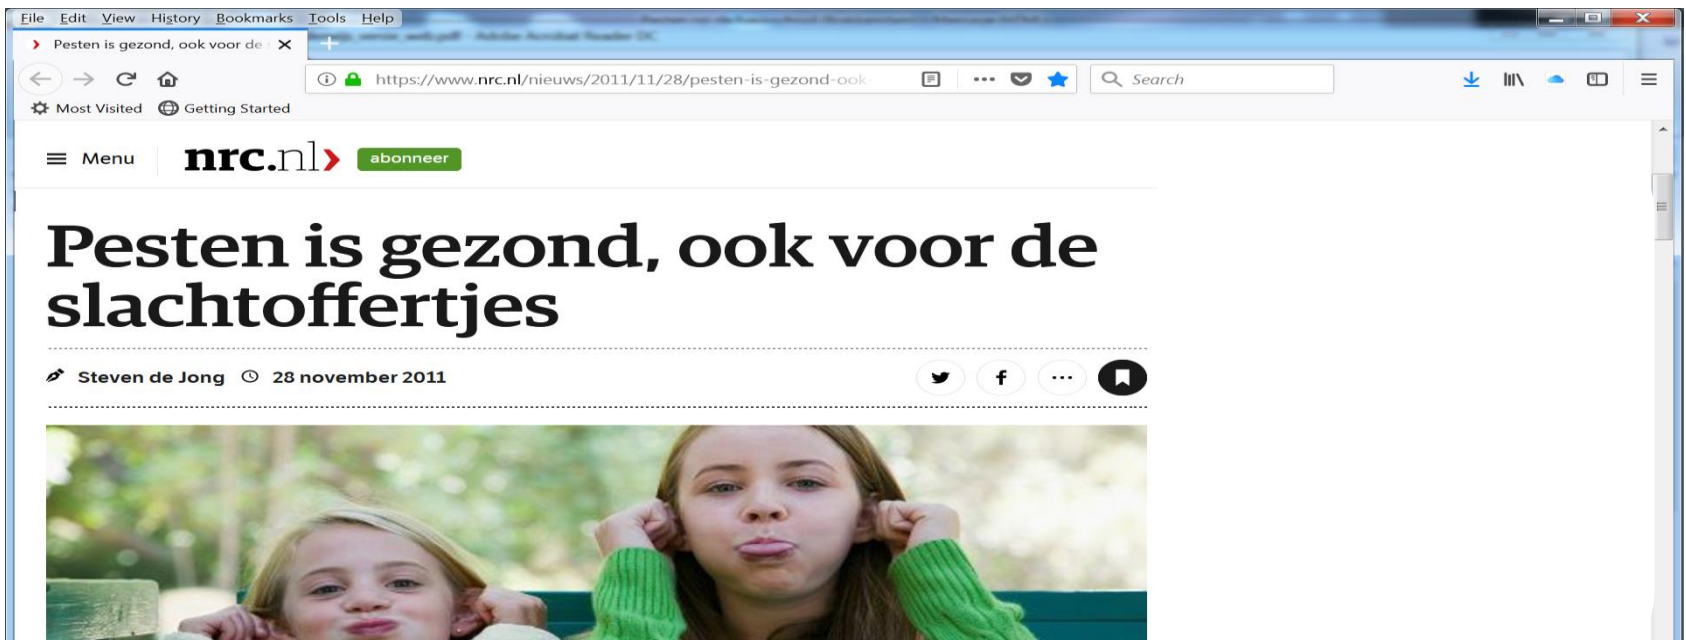 File Edit View History Bookmarks Tools Help
Pesten is gezond, ook voor de
https://www.nrc.nl/nieuws/2011/11/28/pesten-is-gezond-ook
Search
Most Visited Getting Started
Menu nrc.nl abonneer
Pesten is gezond, ook voor de
slachtoffertjes
Steven de Jong 28 november 2011